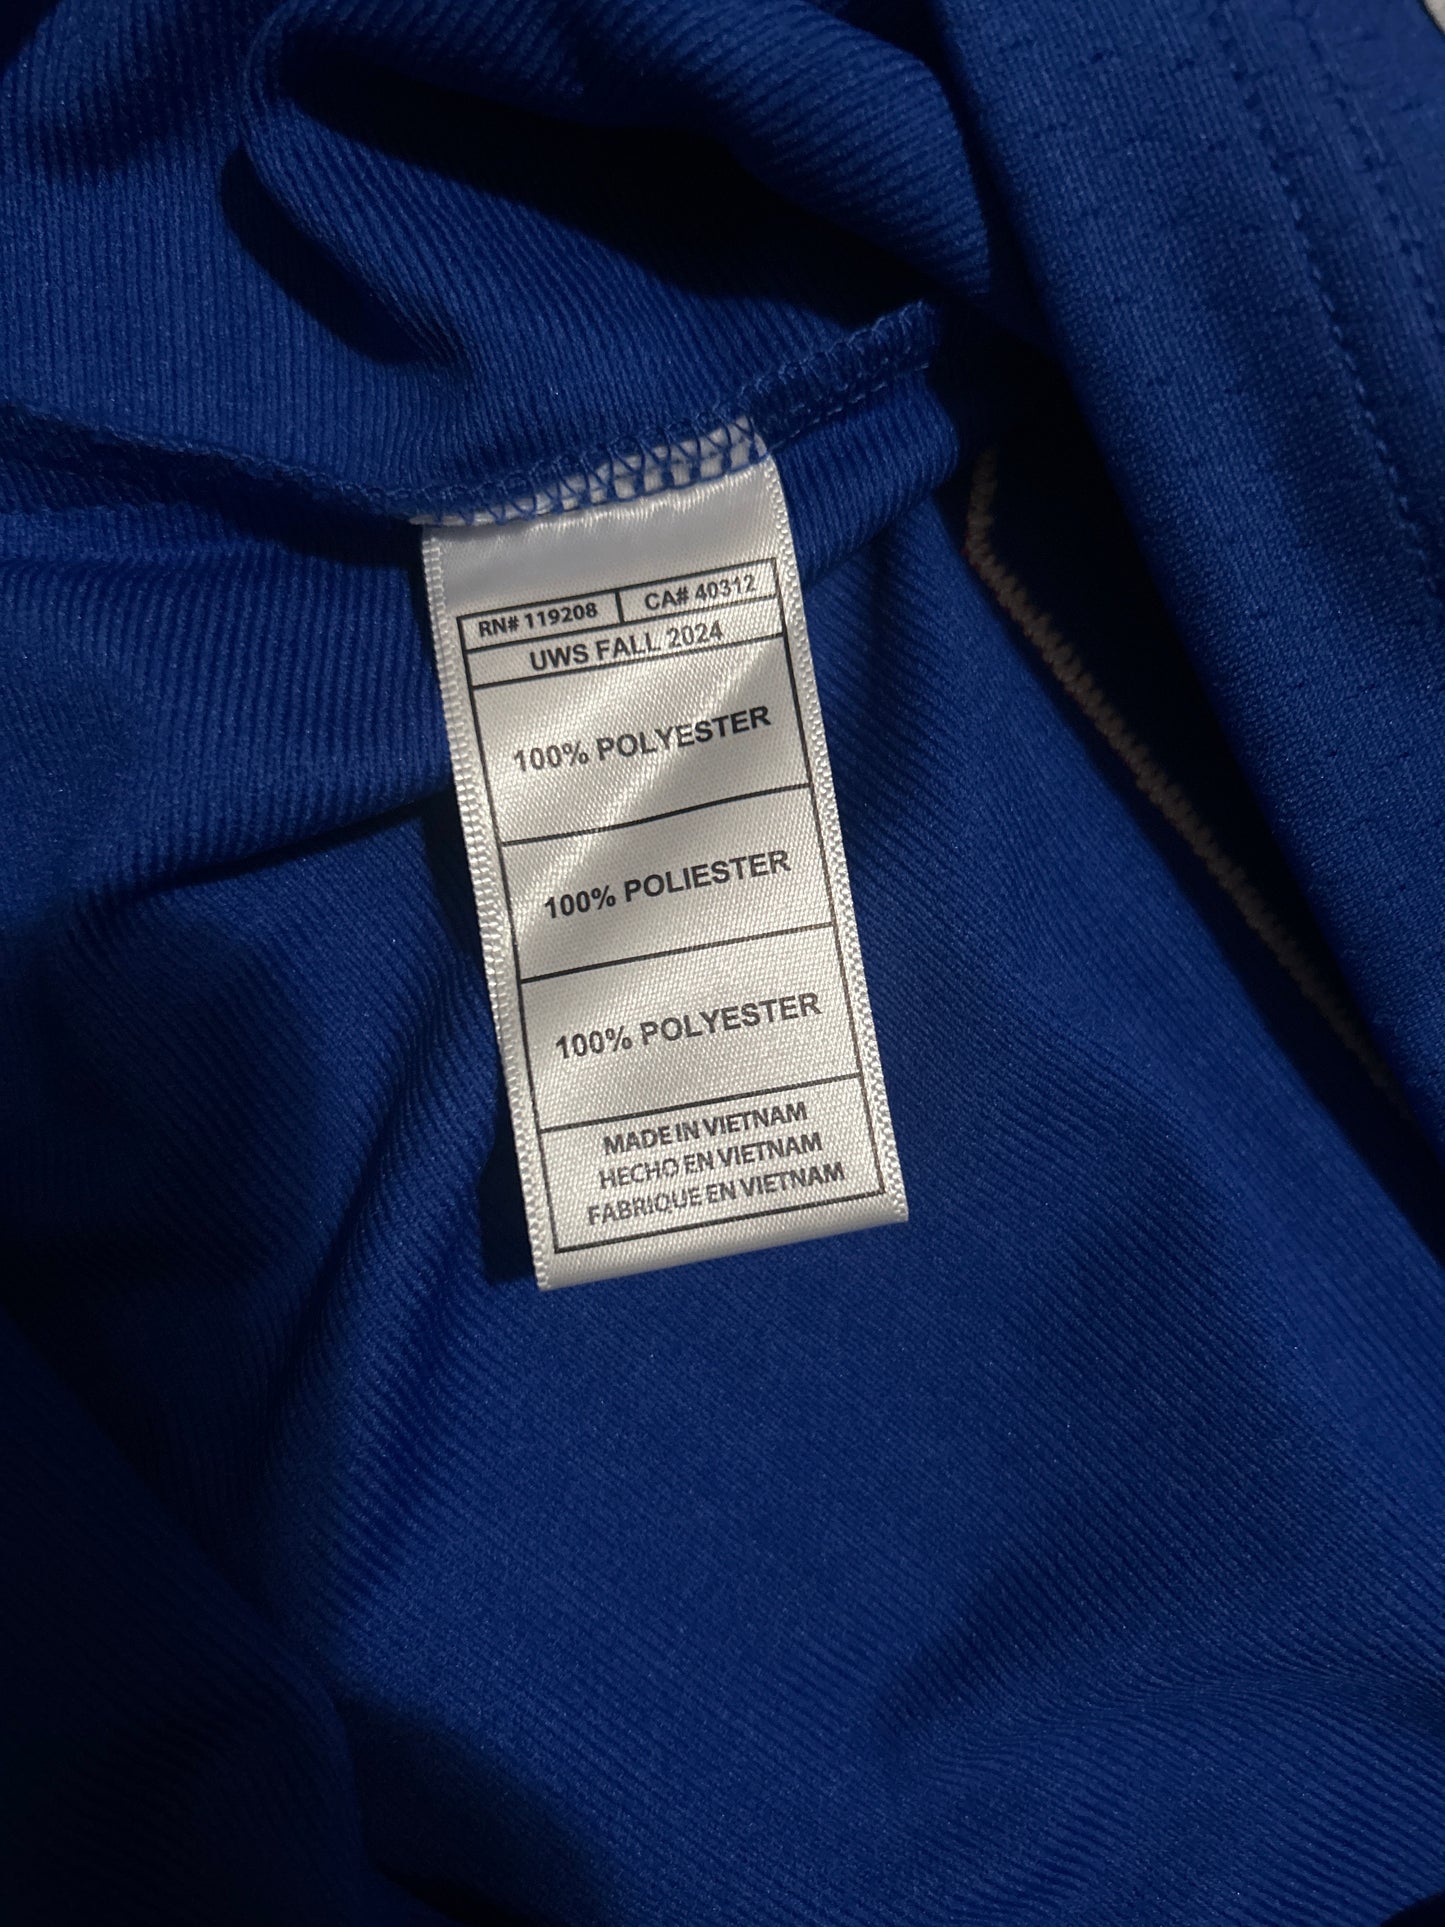 RN# 119208 CA# 40312
UWS FALL 2024
100% POLYESTER
100% POLIESTER
100% POLYESTER
MADE IN VIETNAM
HECHO EN VIETNAM
FABRIQUE EN VIETNAM